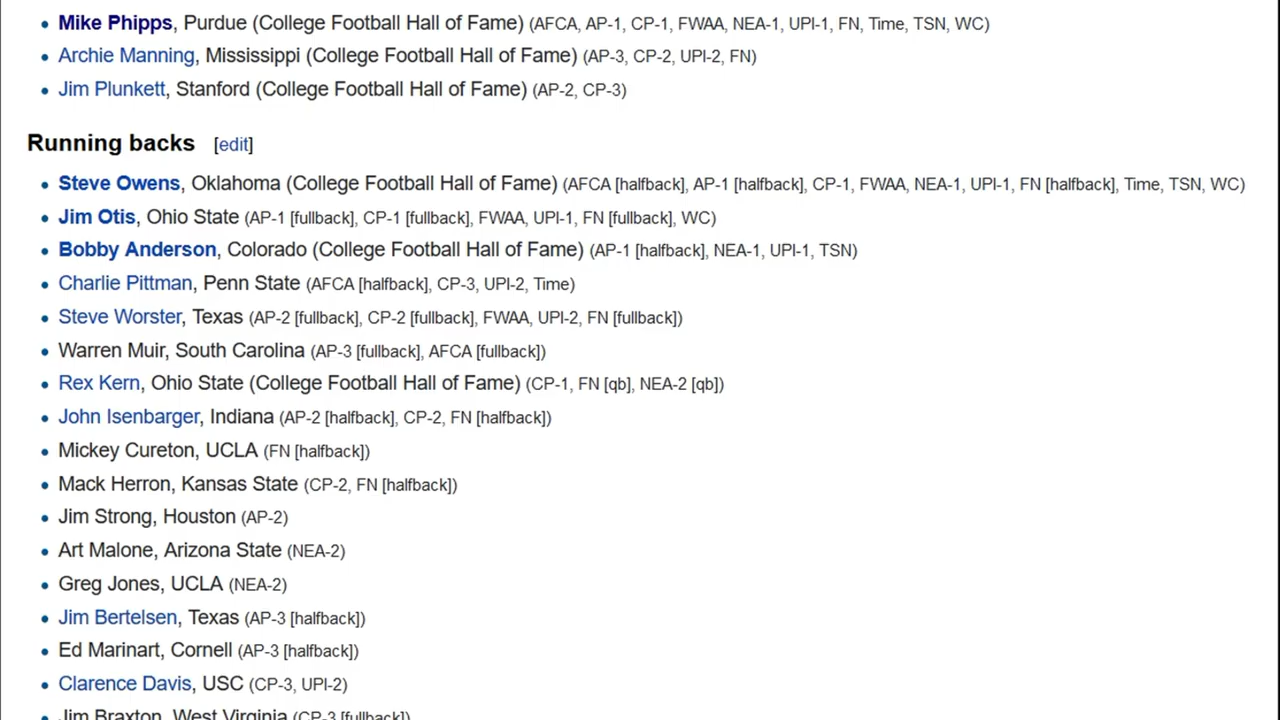 Mike Phipps, Purdue (College Football Hall of Fame) (AFCA, AP-1, CP-1, FWAA, NEA-1, UPI-1, FN, Time, TSN, WC)
Archie Manning, Mississippi (College Football Hall of Fame) (AP-3, CP-2, UPI-2, FN)
Jim Plunkett, Stanford (College Football Hall of Fame) (AP-2, CP-3)
Running backs [edit]
Steve Owens, Oklahoma (College Football Hall of Fame) (AFCA [halfback], AP-1 [halfback], CP-1, FWAA, NEA-1, UPI-1, FN [halfback], Time, TSN, WC)
Jim Otis, Ohio State (AP-1 [fullback], CP-1 [fullback], FWAA, UPI-1, FN [fullback], WC)
Bobby Anderson, Colorado (College Football Hall of Fame) (AP-1 [halfback], NEA-1, UPI-1, TSN)
Charlie Pittman, Penn State (AFCA [halfback], CP-3, UPI-2, Time)
Steve Worster, Texas (AP-2 [fullback], CP-2 [fullback], FWAA, UPI-2, FN [fullback])
Warren Muir, South Carolina (AP-3 [fullback], AFCA [fullback])
Rex Kern, Ohio State (College Football Hall of Fame) (CP-1, FN [qb], NEA-2 [qb])
John Isenbarger, Indiana (AP-2 [halfback], CP-2, FN [halfback])
Mickey Cureton, UCLA (FN [halfback])
Mack Herron, Kansas State (CP-2, FN [halfback])
Jim Strong, Houston (AP-2)
Art Malone, Arizona State (NEA-2)
Greg Jones, UCLA (NEA-2)
Jim Bertelsen, Texas (AP-3 [halfback])
Ed Marinart, Cornell (AP-3 [halfback])
Clarence Davis, USC (CP-3, UPI-2)
Jim Braxton, West Virginia (CP-3 [fullback])